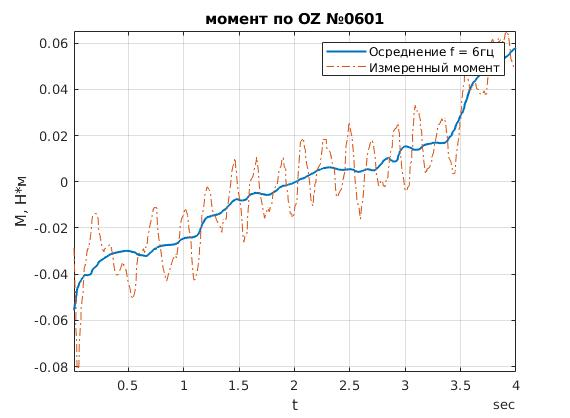 момент по OZ №0601
0.06
0.04
0.02
0
-0.02
-0.04
-0.06
-0.08
М, Н*м
Осреднение f = 6гц
Измеренный момент
0.5
1
1.5
2
2.5
3
3.5
4
t
sec